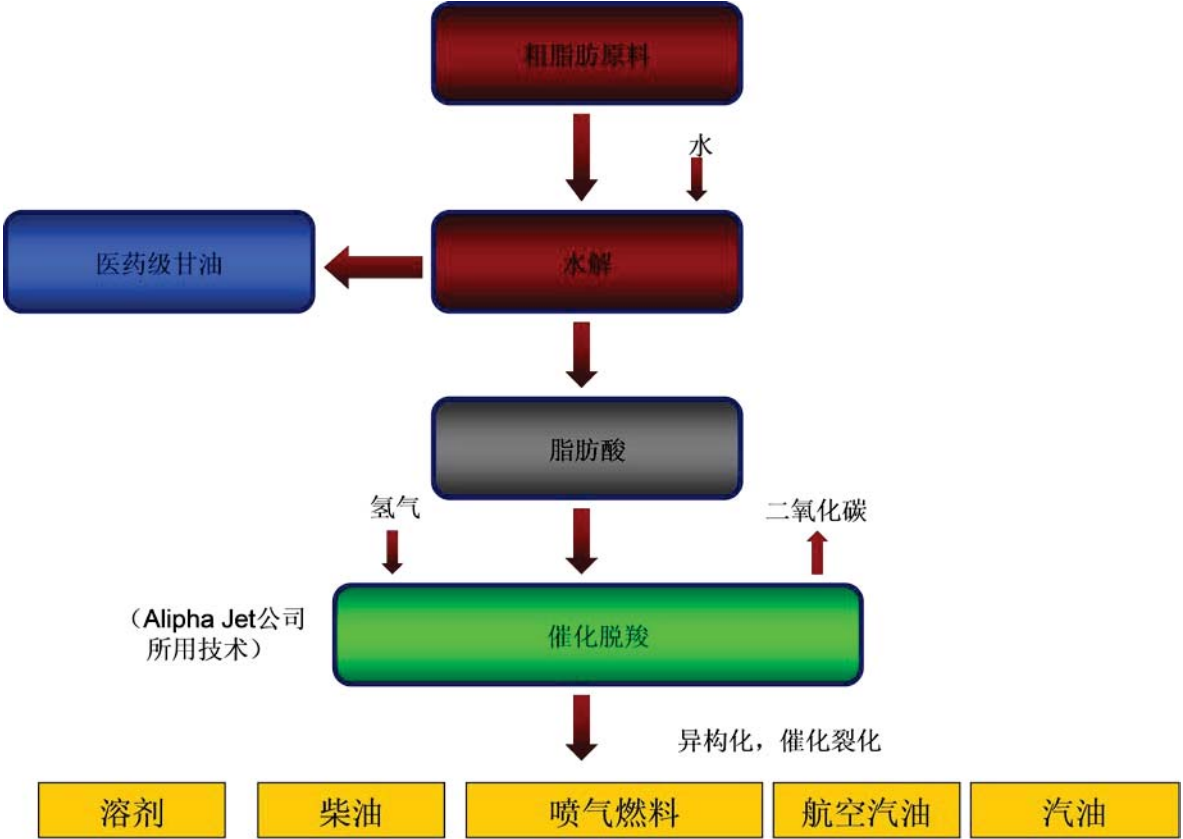 粗脂肪原料
水
医药级甘油
水解
脂肪酸
氢气
二氧化碳
（Alipha Jet公司
所用技术）
催化脱羧
异构化，催化裂化
溶剂
柴油
喷气燃料
航空汽油
汽油